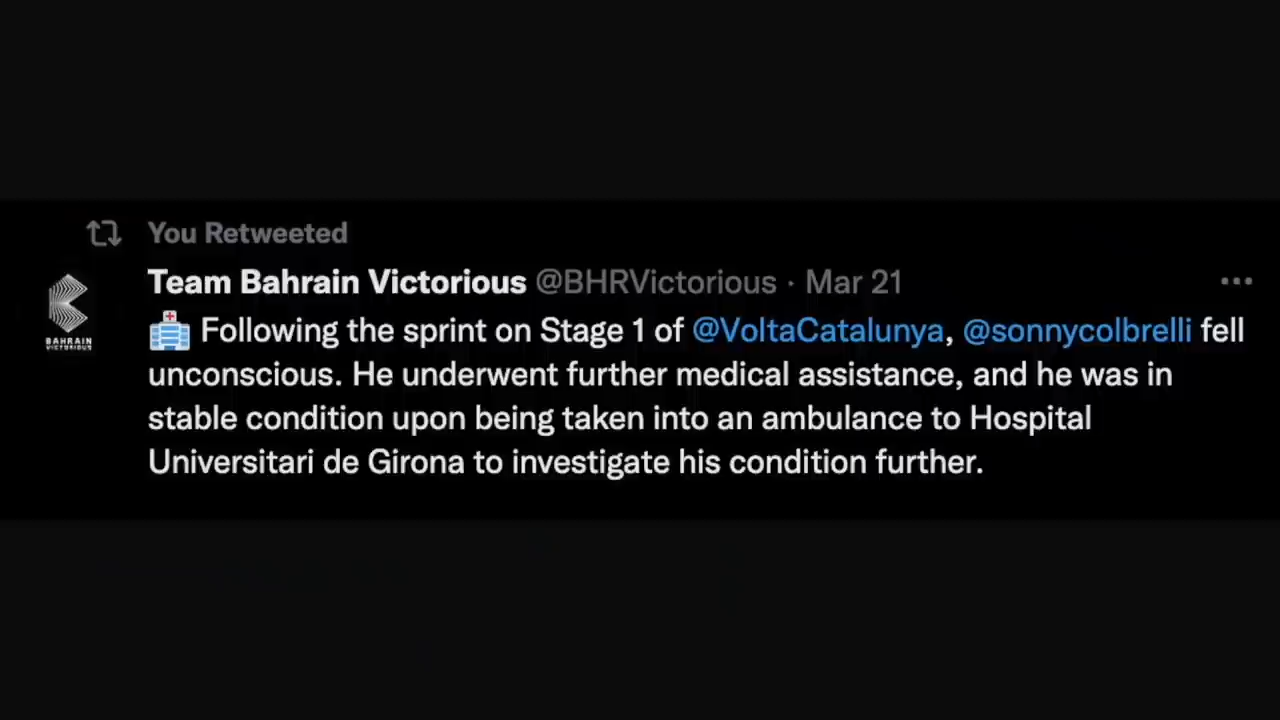 You Retweeted
Team Bahrain Victorious @BHRVictorious · Mar 21
🏥 Following the sprint on Stage 1 of @VoltaCatalunya, @sonnycolbrelli fell
unconscious. He underwent further medical assistance, and he was in
stable condition upon being taken into an ambulance to Hospital
Universitari de Girona to investigate his condition further.
BAHRAIN
VICTORIOUS